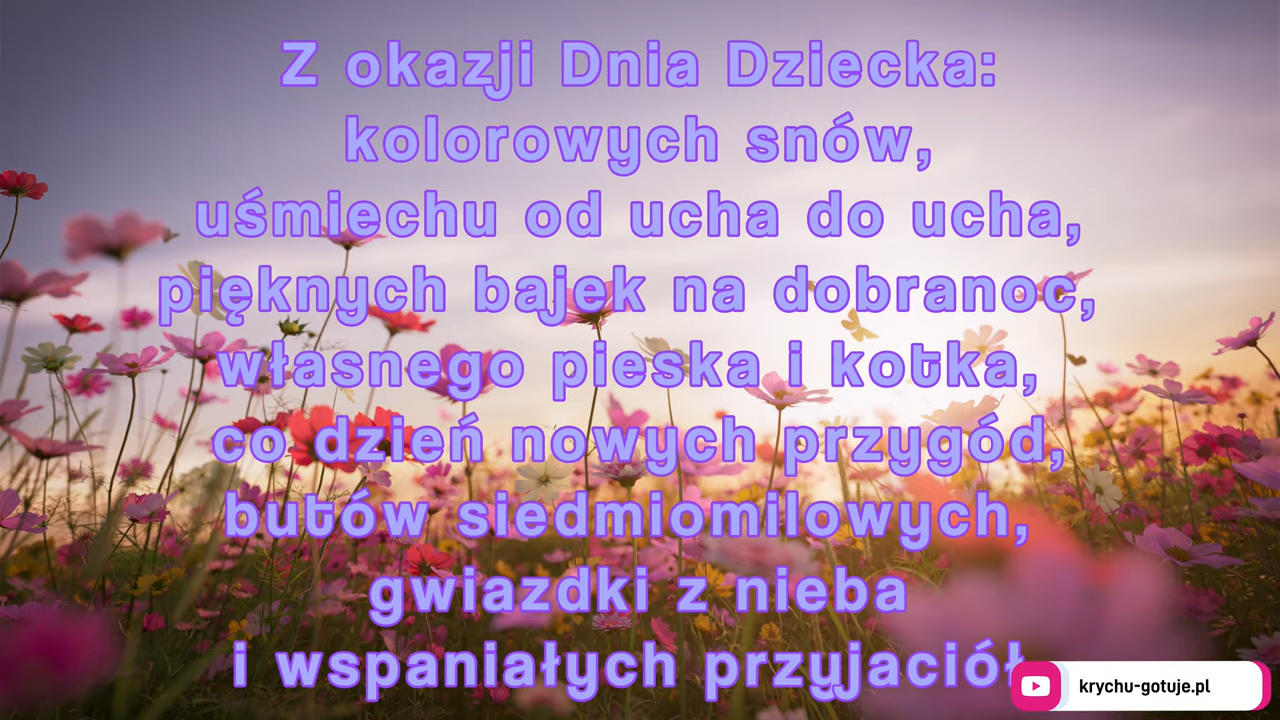 Z okazji Dnia Dziecka:
kolorowych snów,
uśmiechu od ucha do ucha,
pięknych bajek na dobranoc,
własnego pieska i kotka,
co dzień nowych przygód,
butów siedmiomilowych,
gwiazdki z nieba
i wspaniałych przyjaciół
krychu-gotuje.pl